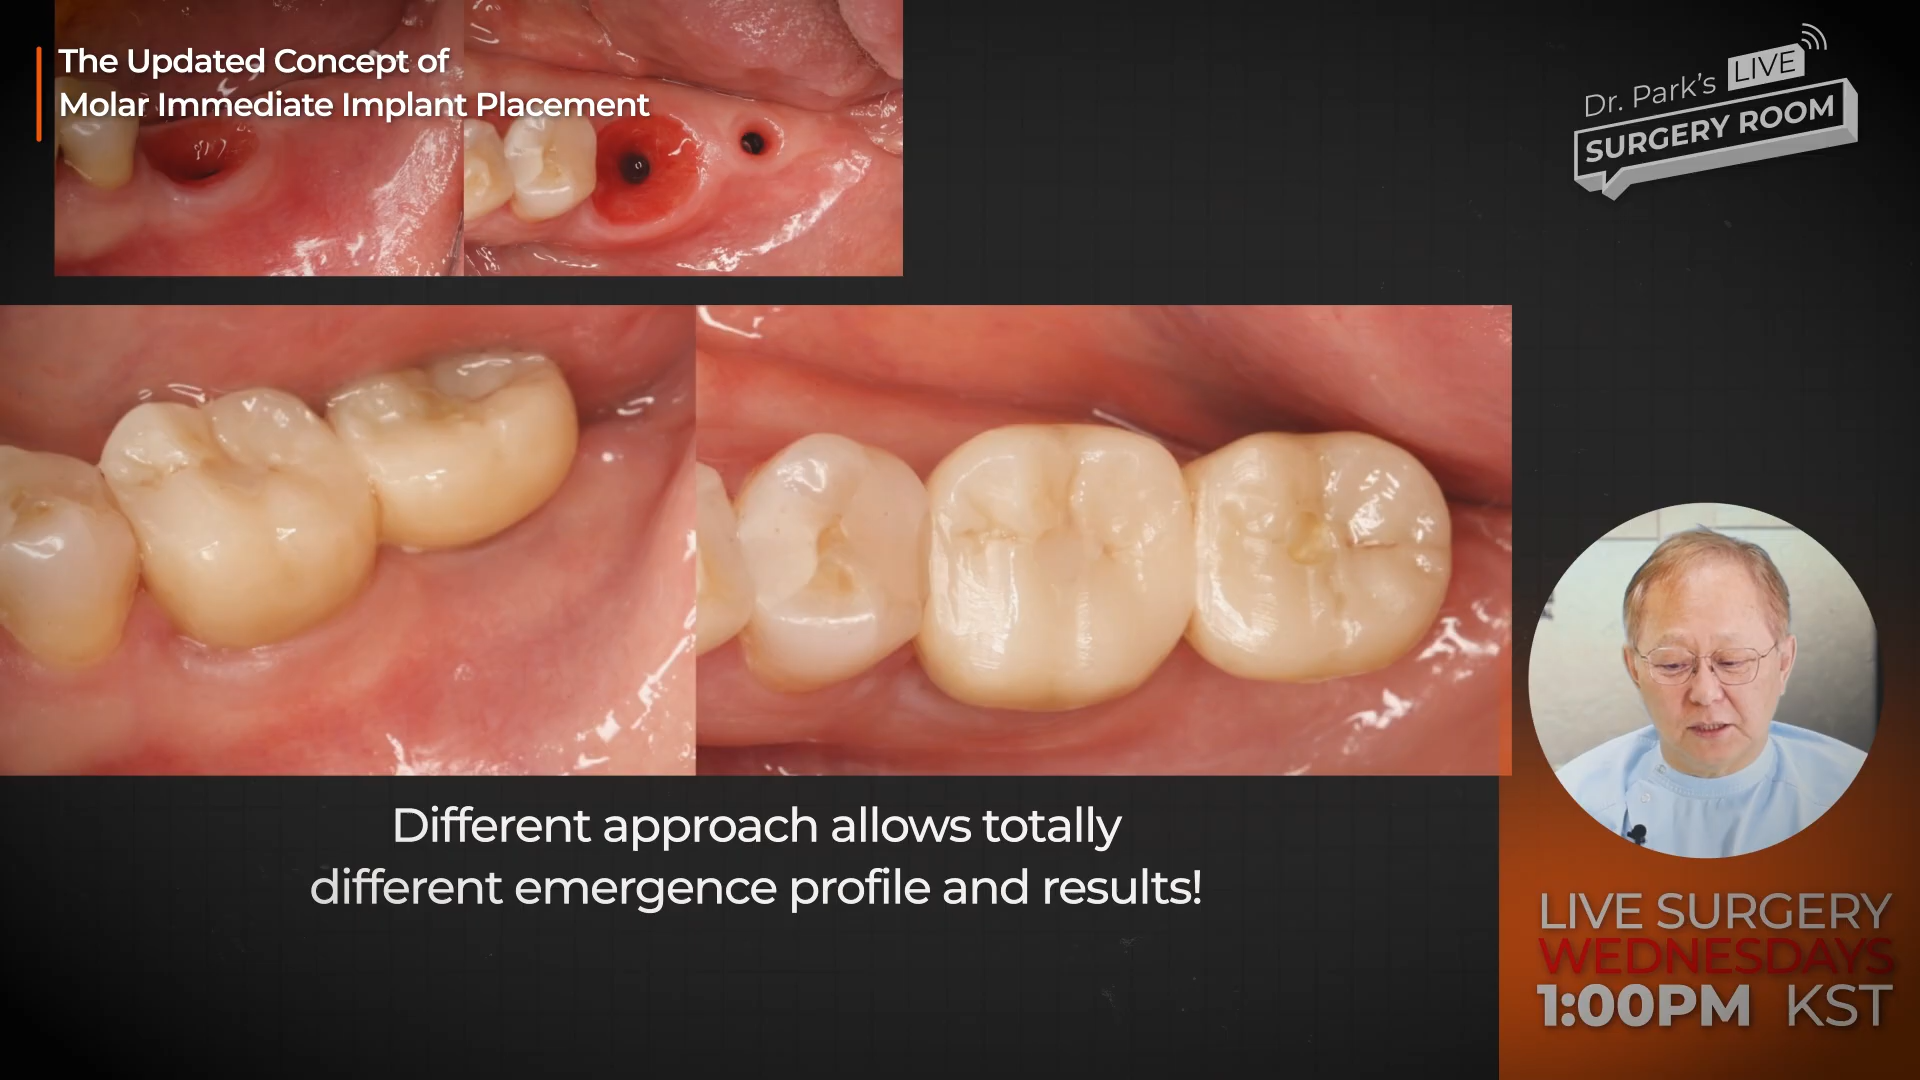 The Updated Concept of
Molar Immediate Implant Placement
Dr. Park's LIVE
SURGERY ROOM
Different approach allows totally
different emergence profile and results!
LIVE SURGERY
WEDNESDAYS
1:00PM KST